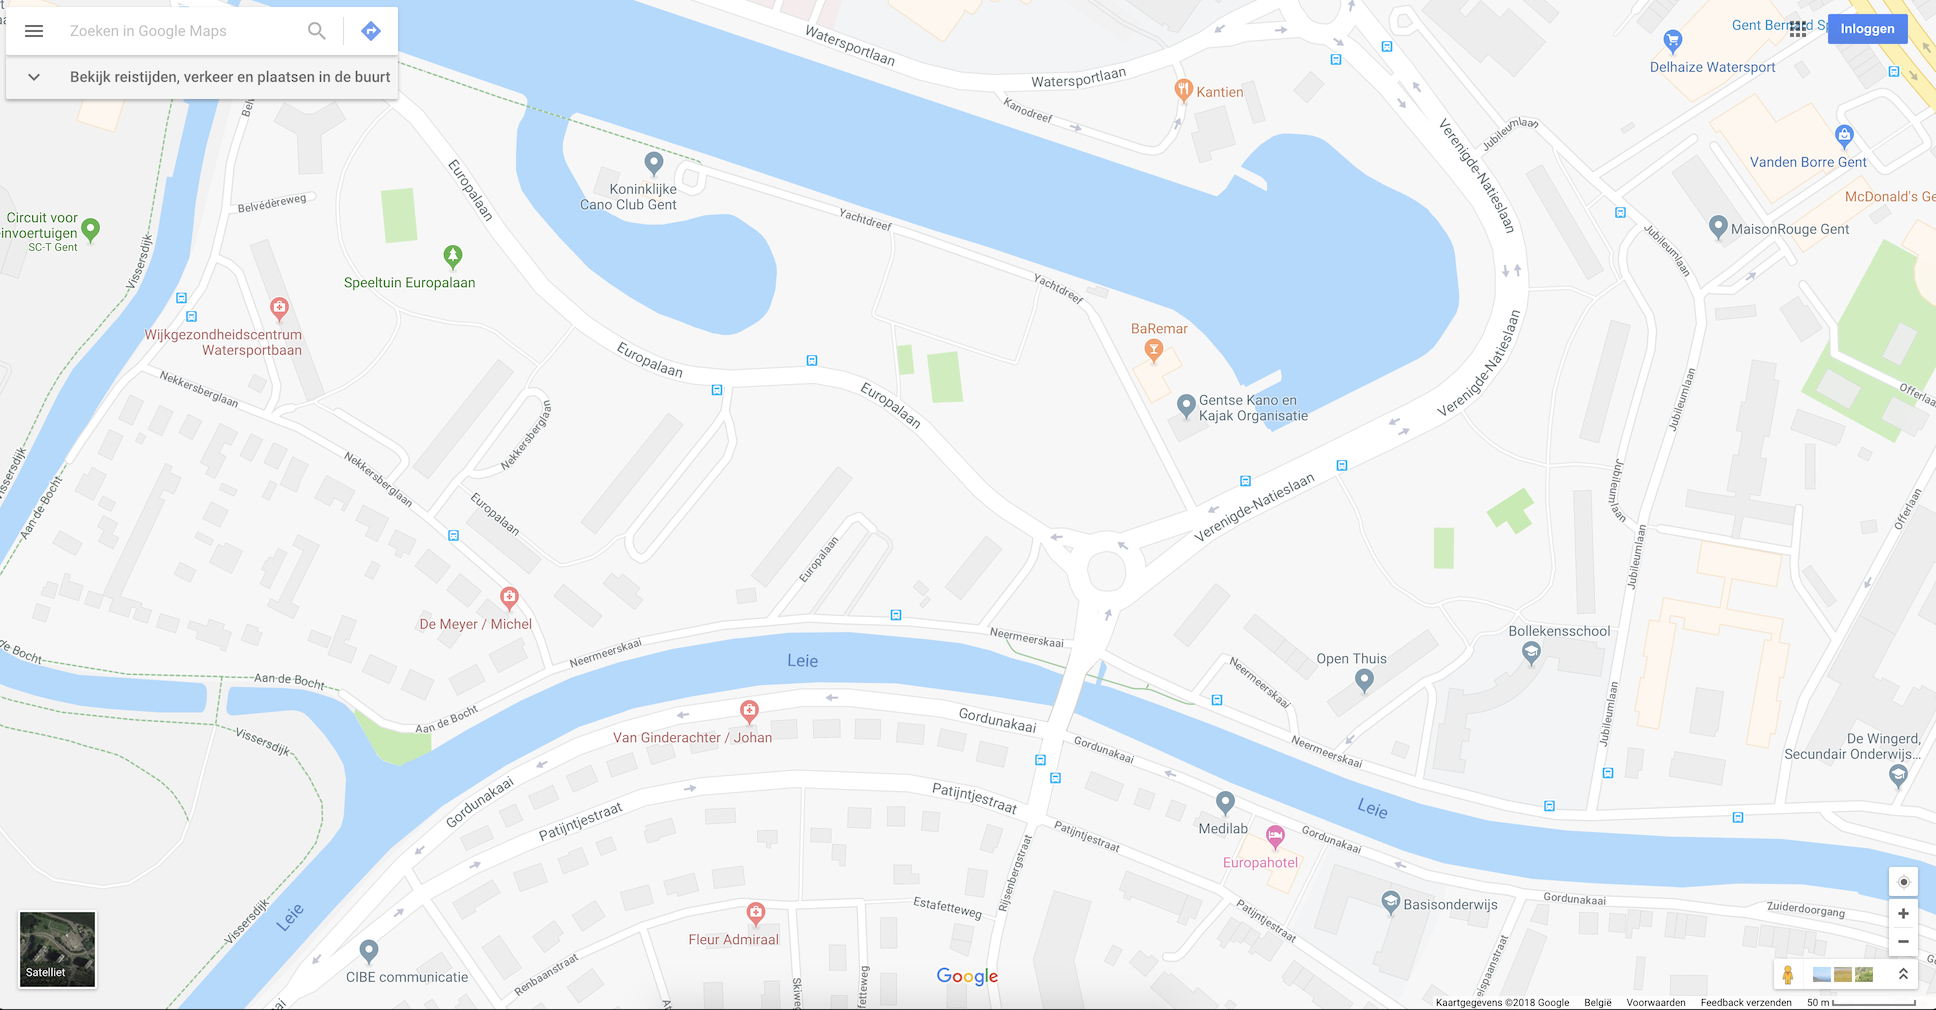 Zoeken in Google Maps
Bekijk reistijden, verkeer en plaatsen in de buurt
Inloggen
Watersportlaan
Watersportlaan
Kanodreef
Kantien
Delhaize Watersport
Vanden Borre Gent
McDonald's Ge
MaisonRouge Gent
Jubileumlaan
Jubileumlaan
Verenigde-Natieslaan
Verenigde-Natieslaan
Verenigde-Natieslaan
Koninklijke
Cano Club Gent
Yachtdreef
Yachtdreef
Europalaan
Belvédèreweg
Circuit voor
invoertuigen
SC-T Gent
Vissersdijk
Speeltuin Europalaan
Wijkgezondheidscentrum
Watersportbaan
BaRemar
Gentse Kano en
Kajak Organisatie
Europalaan
Europalaan
Nekkersberglaan
Nekkersberglaan
Nekkersberglaan
Europalaan
Europalaan
Aan de Bocht
Jubileumlaan
Jubileumlaan
Jubileumlaan
Jubileumlaan
Offerlaan
De Meyer / Michel
Neermeerskaai
Neermeerskaai
Neermeerskaai
Neermeerskaai
Leie
Bollekensschool
Open Thuis
Aan de Bocht
Aan de Bocht
Vissersdijk
Van Ginderachter / Johan
Gordunakaai
Gordunakaai
Gordunakaai
De Wingerd,
Secundair Onderwijs...
Patijntjestraat
Patijntjestraat
Patijntjestraat
Patijntjestraat
Leie
Medilab
Europahotel
Gordunakaai
Gordunakaai
Rijsenbergstraat
Estafetteweg
Basisonderwijs
Zuiderdoorgang
Vissersdijk
Leie
Fleur Admiraal
CIBE communicatie
Renbaanstraat
Satelliet
Google
Kaartgegevens ©2018 Google België Voorwaarden Feedback verzenden 50 m